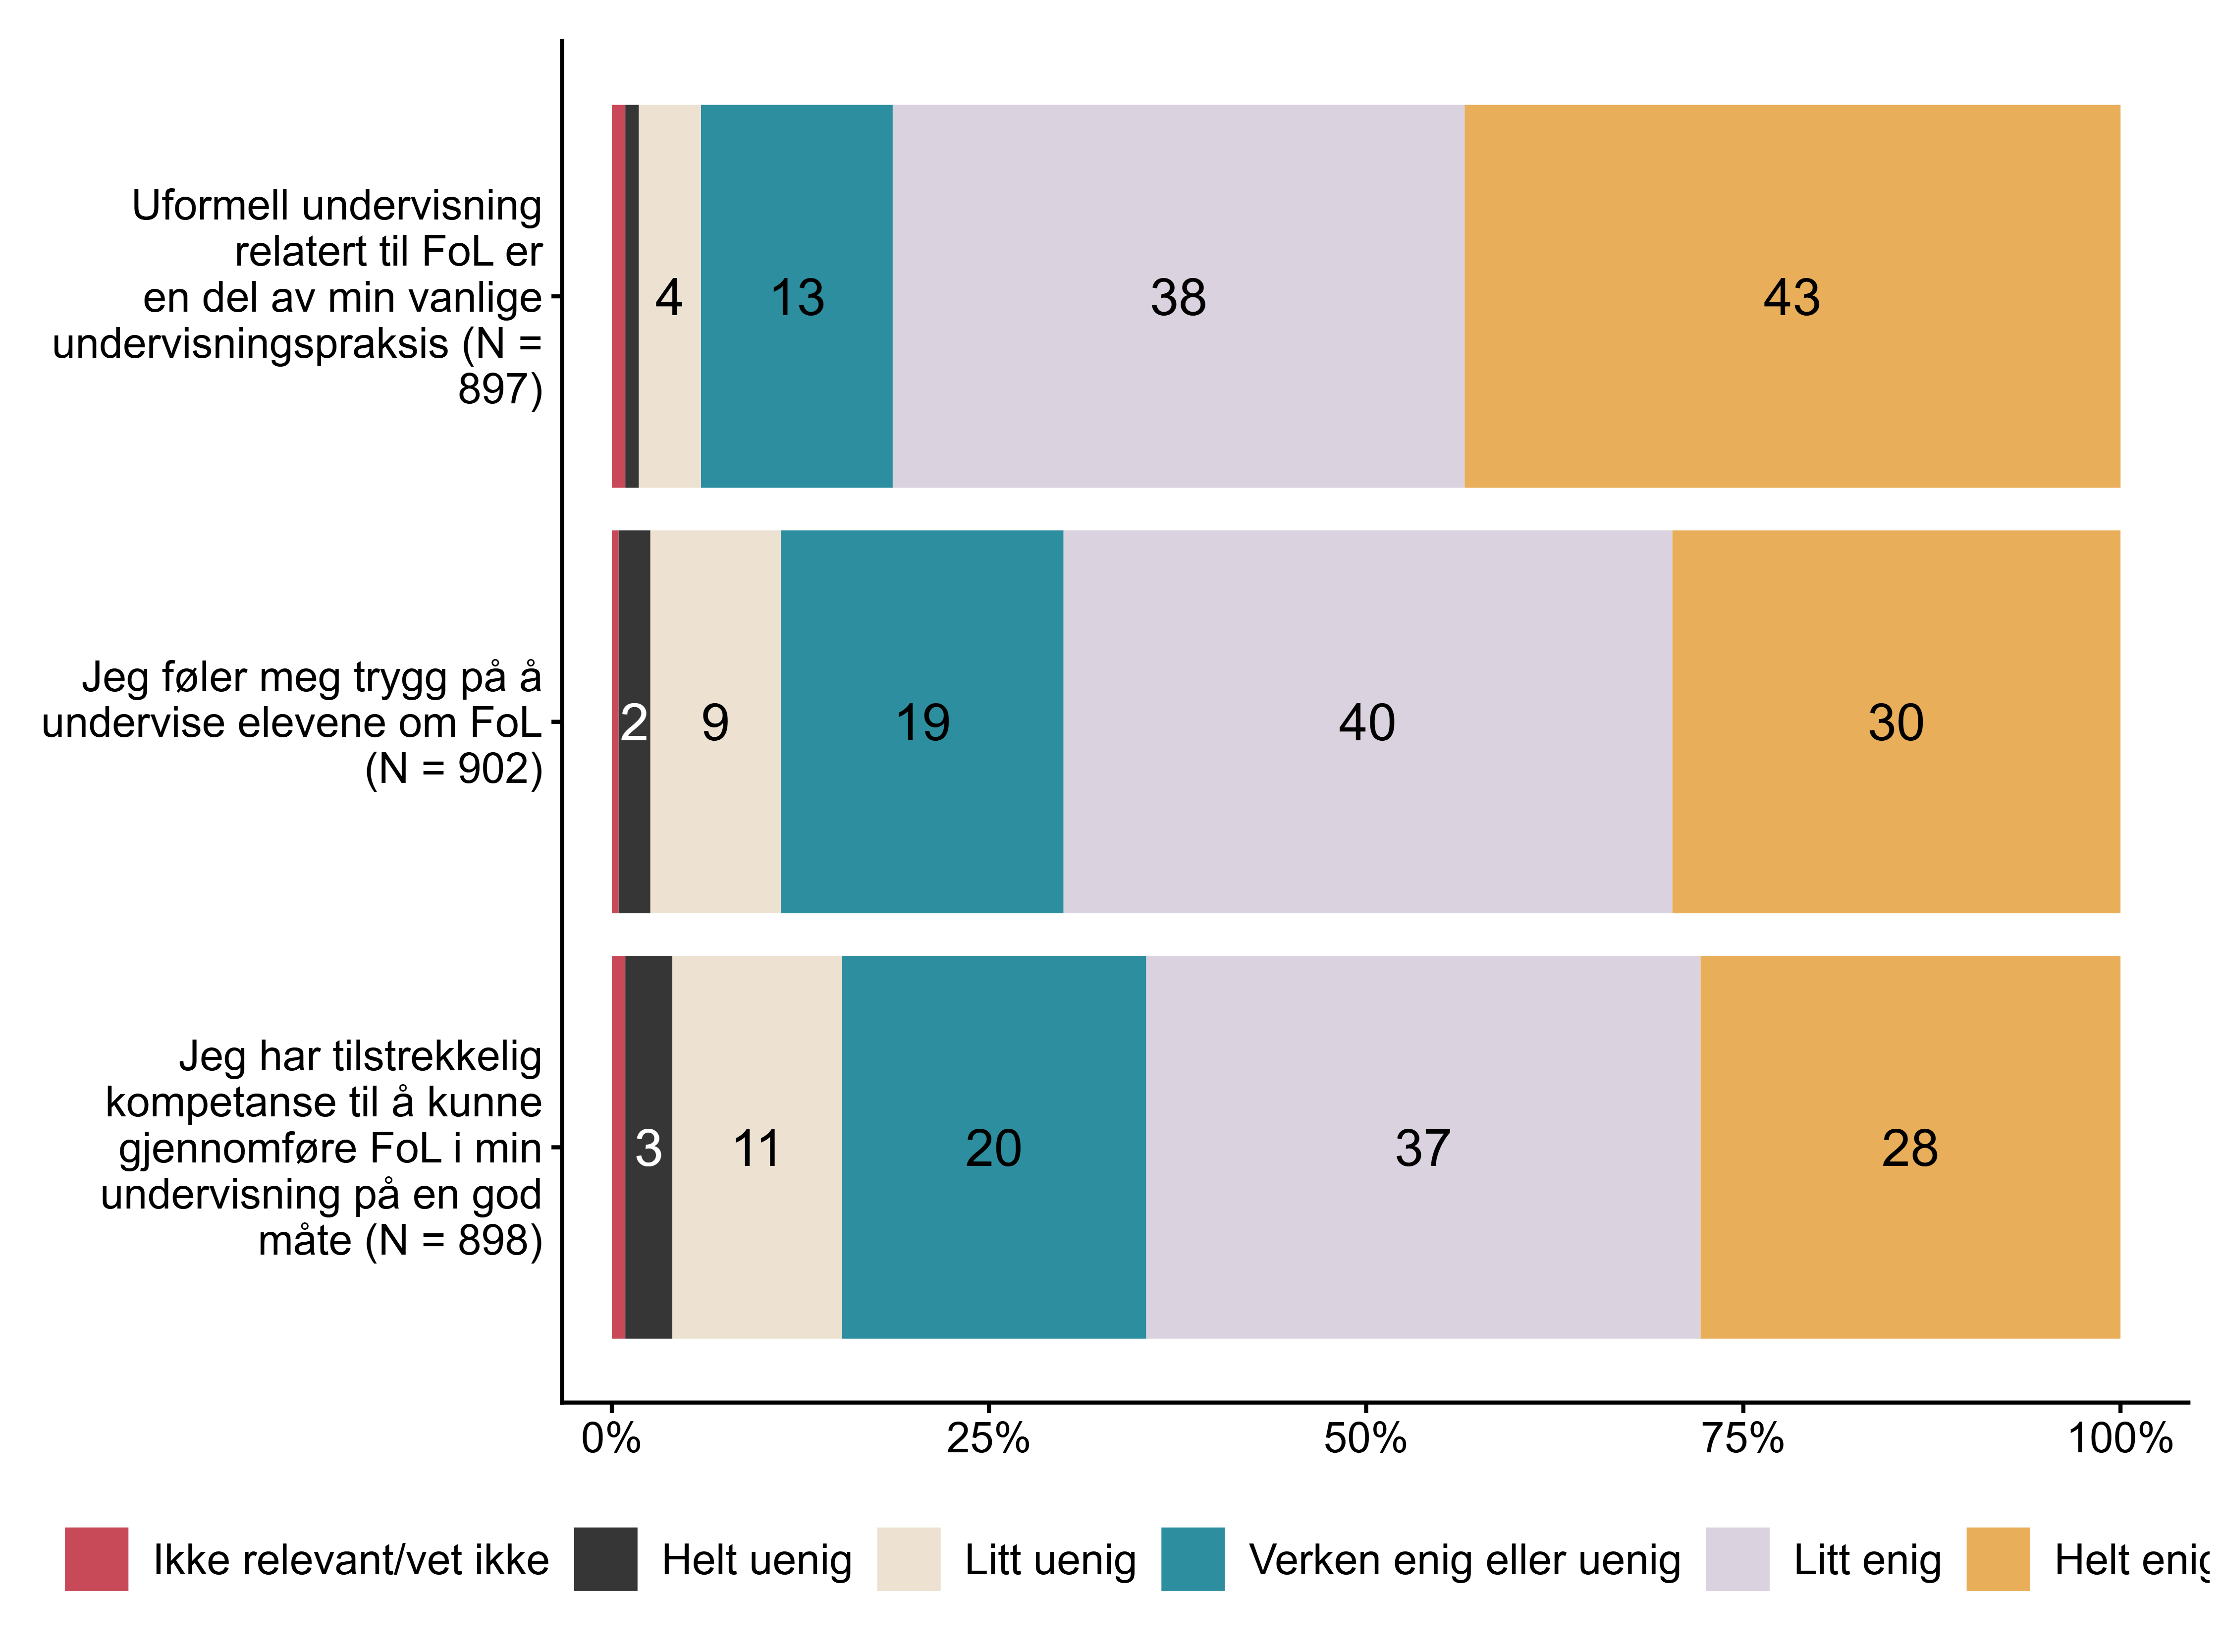 Uformell undervisning
relatert til FoL er
en del av min vanlige
undervisningspraksis (N =
897)
4 13 38 43
Jeg føler meg trygg på å
undervise elevene om FoL
(N = 902)
2 9 19 40 30
Jeg har tilstrekkelig
kompetanse til å kunne
gjennomføre FoL i min
undervisning på en god
måte (N = 898)
3 11 20 37 28
0% 25% 50% 75% 100%
Ikke relevant/vet ikke Helt uenig Litt uenig Verken enig eller uenig Litt enig Helt enig